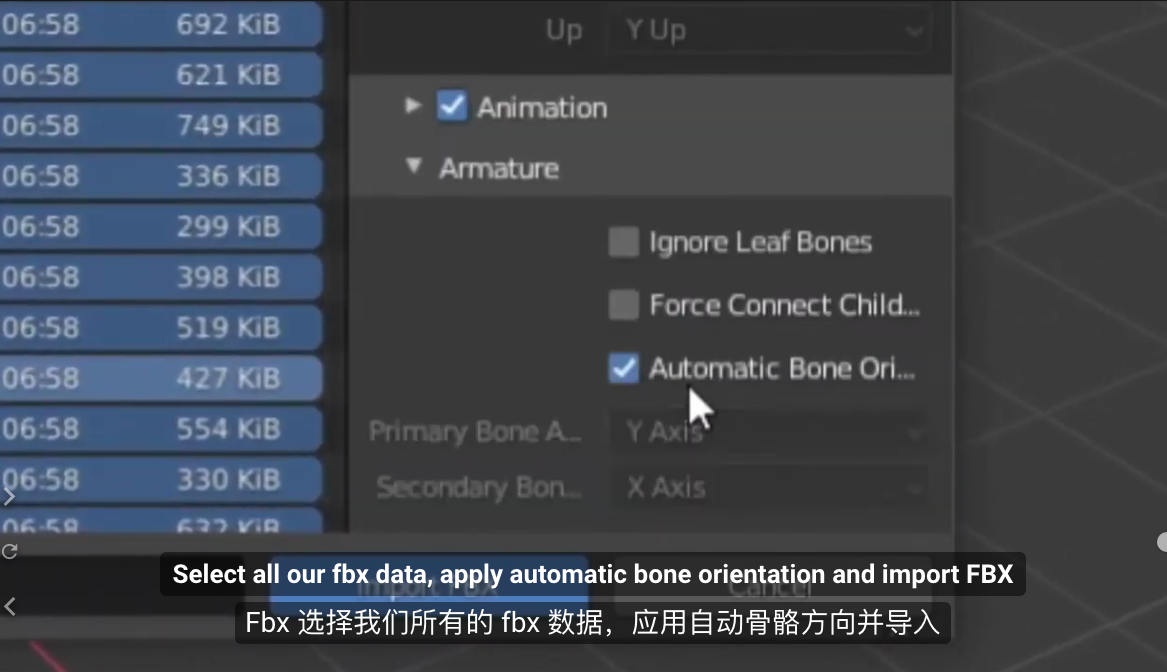 06:58 692 KiB
06:58 621 KiB
06:58 749 KiB
06:58 336 KiB
06:58 299 KiB
06:58 398 KiB
06:58 519 KiB
06:58 427 KiB
06:58 554 KiB
06:58 330 KiB
06:58 632 KiB
Up Y Up
Animation
Armature
Ignore Leaf Bones
Force Connect Child...
Automatic Bone Ori...
Primary Bone A... Y Axis
Secondary Bon... X Axis
Import FBX Cancel
Select all our fbx data, apply automatic bone orientation and import FBX
Fbx 选择我们所有的 fbx 数据，应用自动骨骼方向并导入